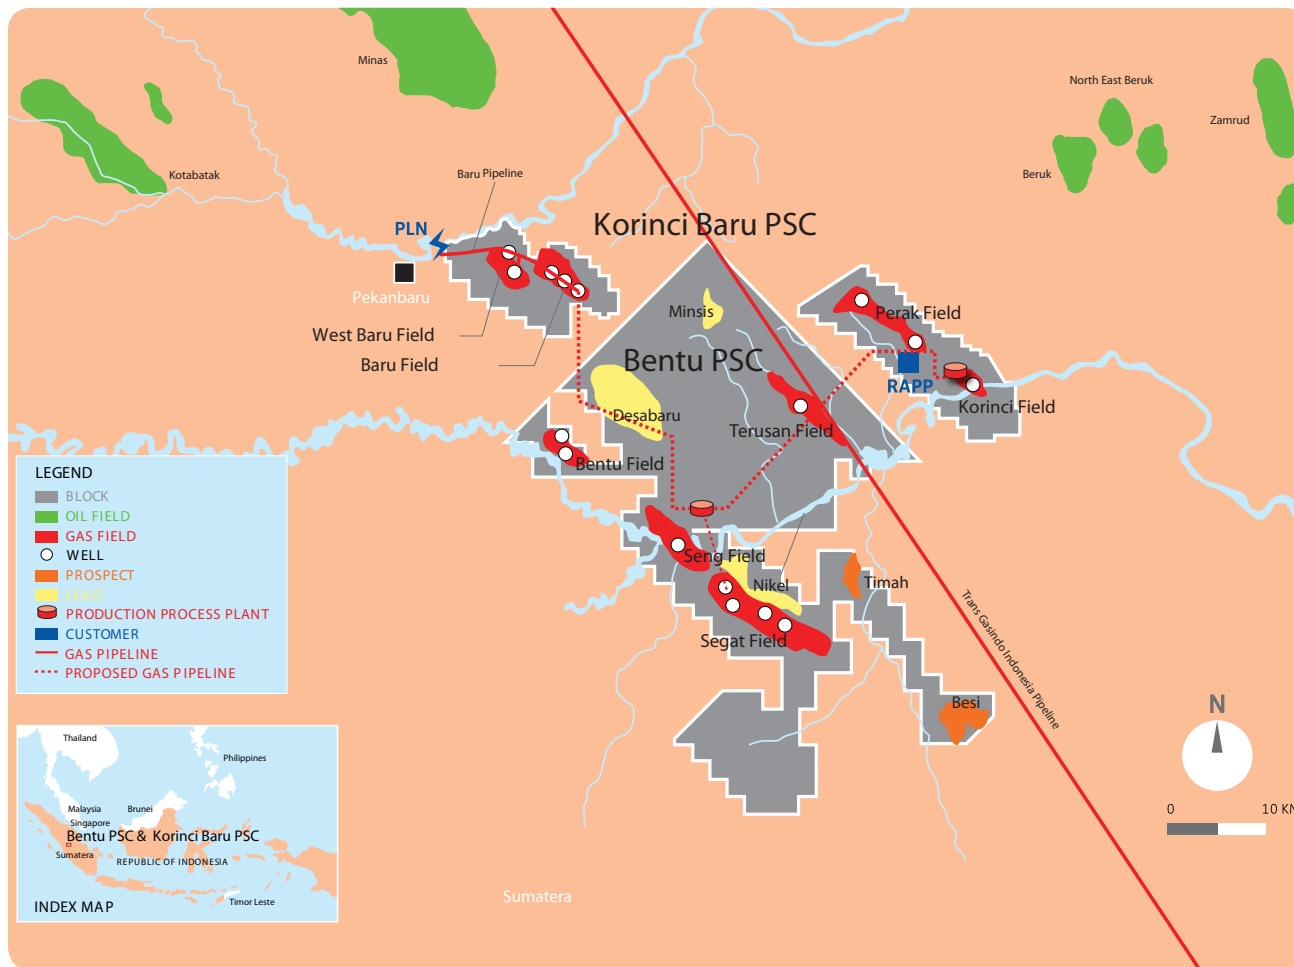 Minas
North East Beruk
Zamrud
Kotabatak
Baru Pipeline
Beruk
PLN
Korinci Baru PSC
Pekanbaru
Minsis
Perak Field
West Baru Field
Baru Field
Bentu PSC
RAPP
Korinci Field
Desabaru
Terusan Field
Bentu Field
LEGEND
BLOCK
OIL FIELD
GAS FIELD
WELL
PROSPECT
LEAD
PRODUCTION PROCESS PLANT
CUSTOMER
GAS PIPELINE
PROPOSED GAS PIPELINE
Seng Field
Nikel
Timah
Segat Field
Trans Gasindo Indonesia Pipeline
Besi
N
0 10 KM
Thailand
Philippines
Malaysia
Brunei
Singapore
Bentu PSC & Korinci Baru PSC
Sumatera
REPUBLIC OF INDONESIA
Timor Leste
INDEX MAP
Sumatera